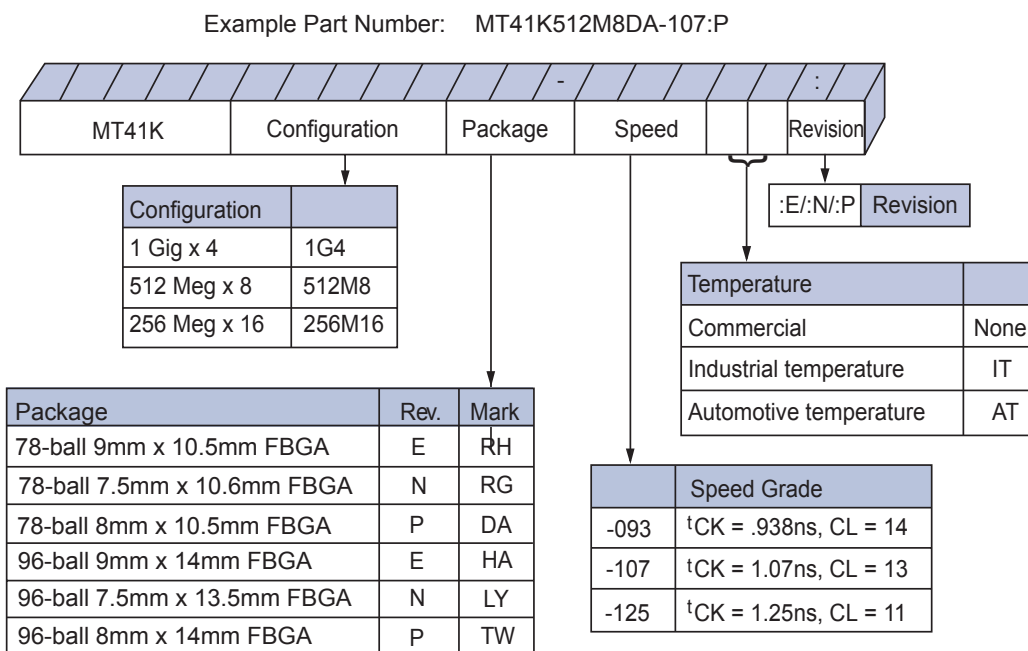 Example Part Number: MT41K512M8DA-107:P
- :
MT41K Configuration Package Speed Revision
:E/:N/:P Revision
Configuration
1 Gig x 4 1G4
512 Meg x 8 512M8
256 Meg x 16 256M16
Temperature
Commercial None
Industrial temperature IT
Automotive temperature AT
Package Rev. Mark
78-ball 9mm x 10.5mm FBGA E RH
78-ball 7.5mm x 10.6mm FBGA N RG
78-ball 8mm x 10.5mm FBGA P DA
96-ball 9mm x 14mm FBGA E HA
96-ball 7.5mm x 13.5mm FBGA N LY
96-ball 8mm x 14mm FBGA P TW
Speed Grade
-093 tCK = .938ns, CL = 14
-107 tCK = 1.07ns, CL = 13
-125 tCK = 1.25ns, CL = 11